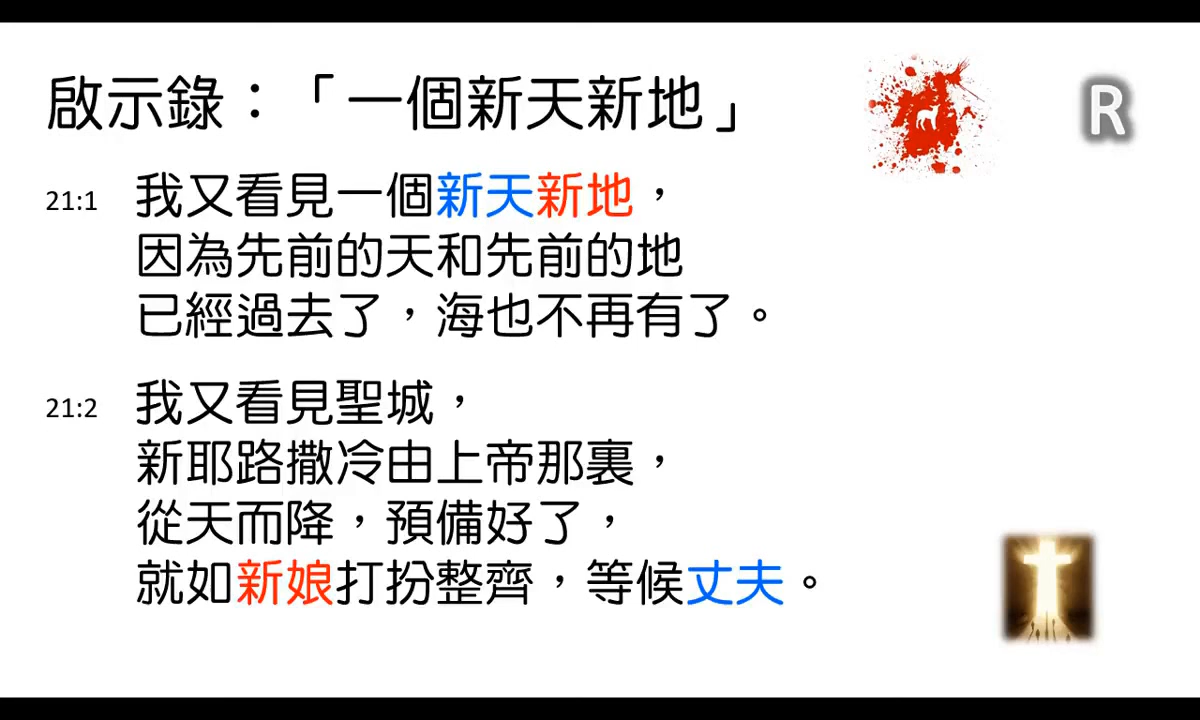 啟示錄：「一個新天新地」
R
21:1 我又看見一個新天新地，
因為先前的天和先前的地
已經過去了，海也不再有了。
21:2 我又看見聖城，
新耶路撒冷由上帝那裏，
從天而降，預備好了，
就如新娘打扮整齊，等候丈夫。